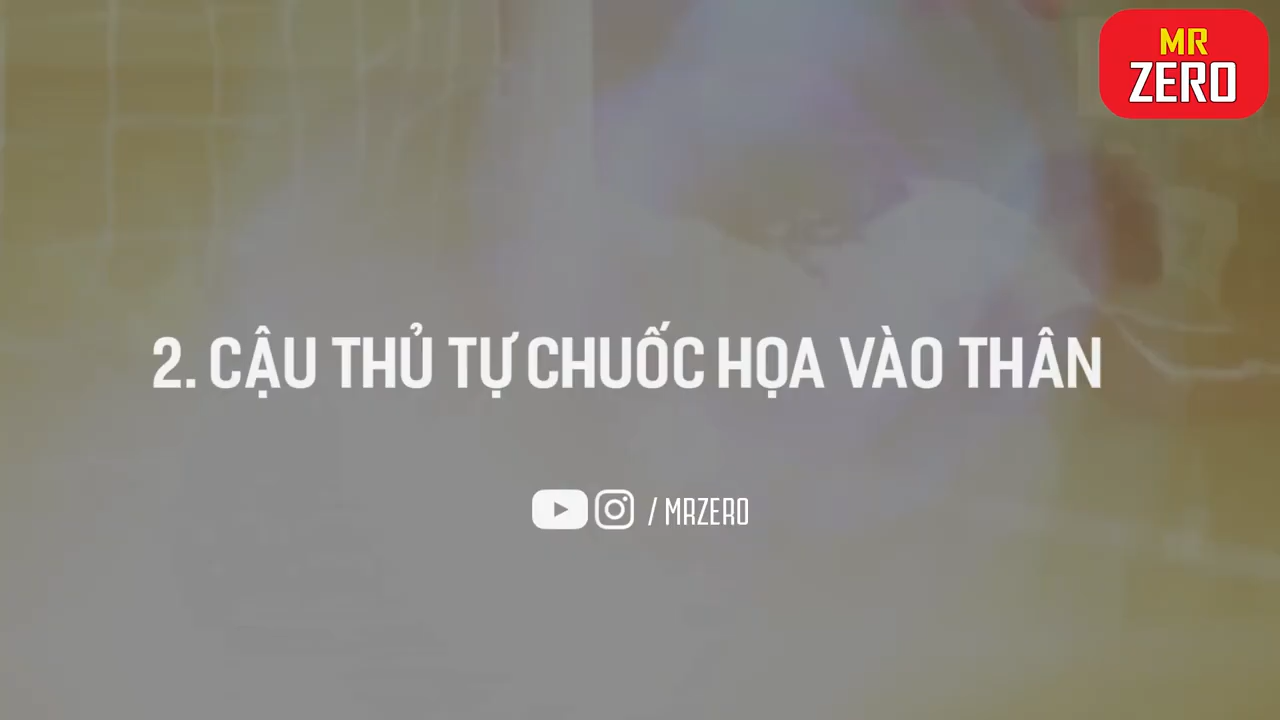 MR
ZERO
2. CẬU THỦ TỰ CHUỐC HỌA VÀO THÂN
/ MRZERO